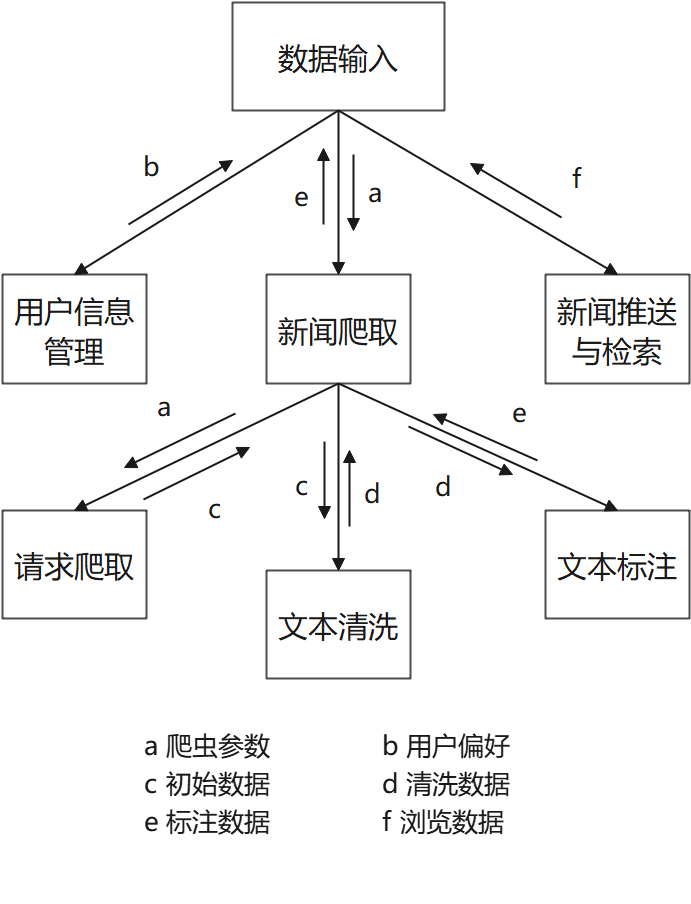 数据输入
b
e
a
f
用户信息
管理
新闻爬取
新闻推送
与检索
a
c
c
d
e
d
请求爬取
文本清洗
文本标注
a 爬虫参数
b 用户偏好
c 初始数据
d 清洗数据
e 标注数据
f 浏览数据